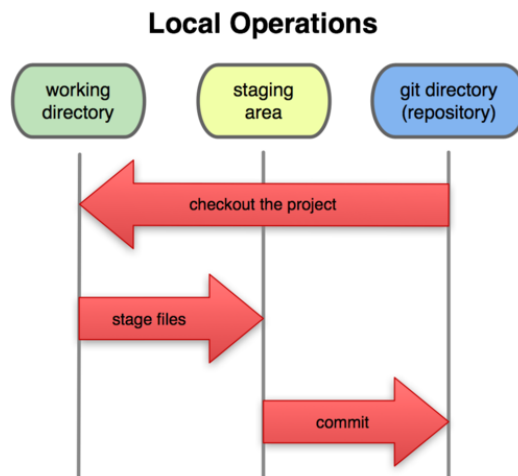 Local Operations
working
directory
staging
area
git directory
(repository)
checkout the project
stage files
commit